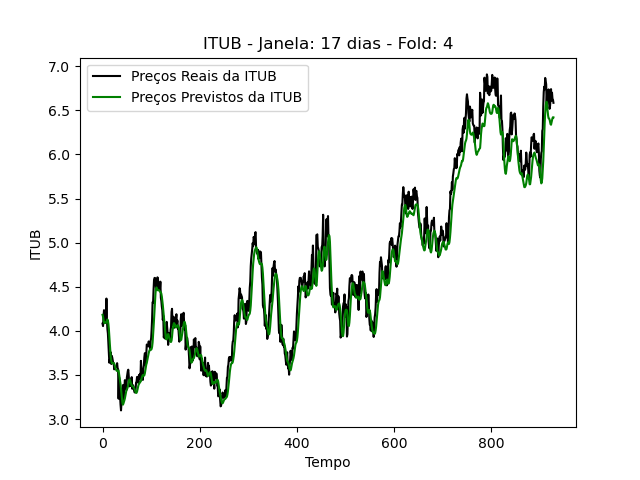 ITUB - Janela: 17 dias - Fold: 4
Preços Reais da ITUB
Preços Previstos da ITUB
7.0
6.5
6.0
5.5
5.0
4.5
4.0
3.5
3.0
ITUB
0 200 400 600 800
Tempo